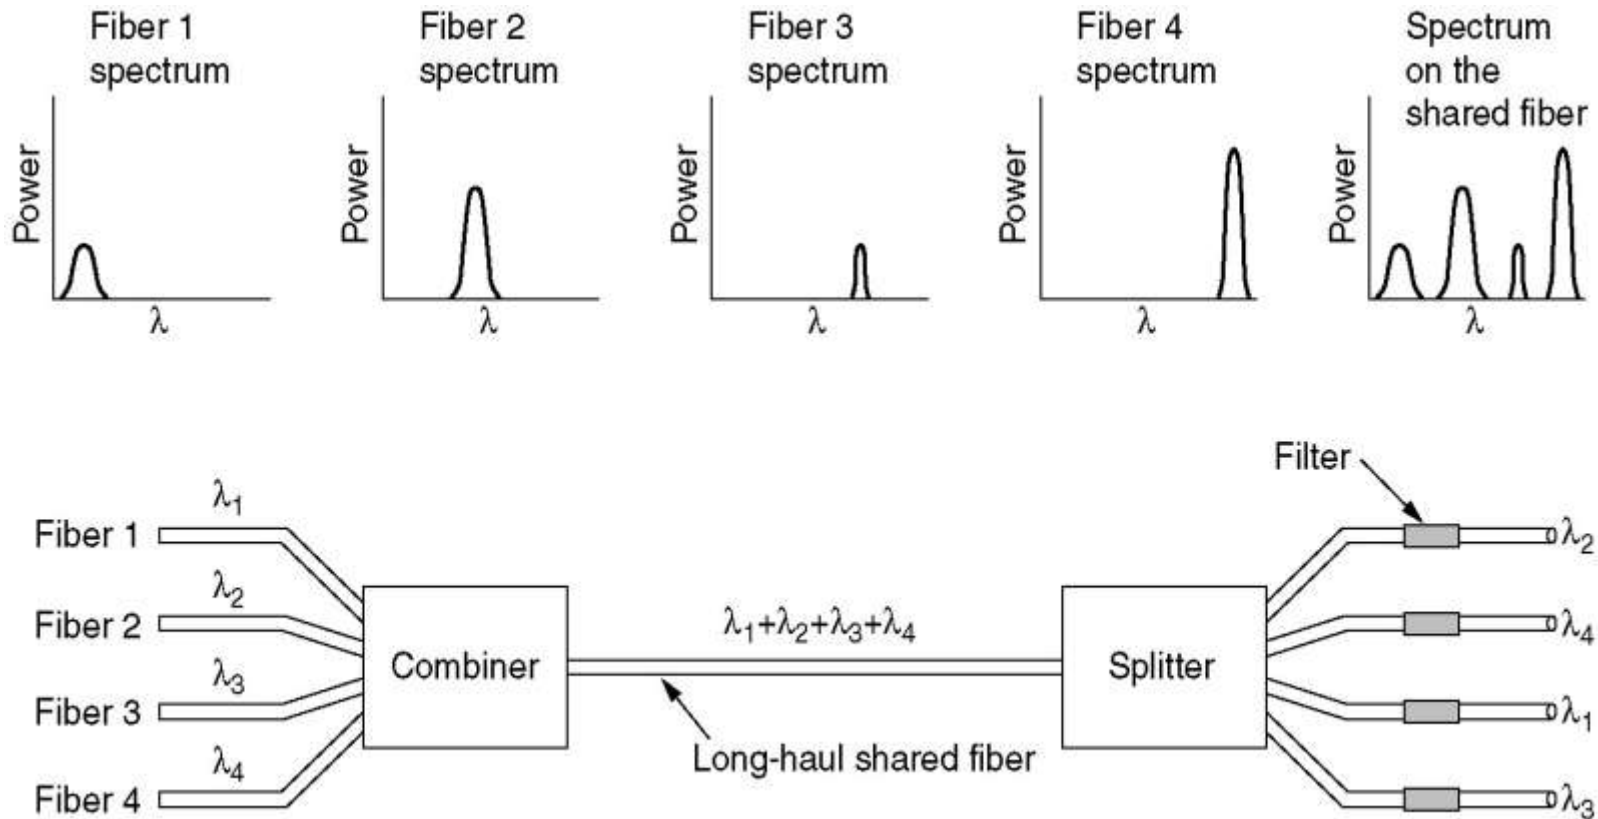 Fiber 1
spectrum
Fiber 2
spectrum
Fiber 3
spectrum
Fiber 4
spectrum
Spectrum
on the
shared fiber
Power
λ
Power
λ
Power
λ
Power
λ
Power
λ
Filter
λ1
Fiber 1
λ2
Fiber 2
λ3
Fiber 3
λ4
Fiber 4
Combiner
λ1+λ2+λ3+λ4
Long-haul shared fiber
Splitter
λ2
λ4
λ1
λ3